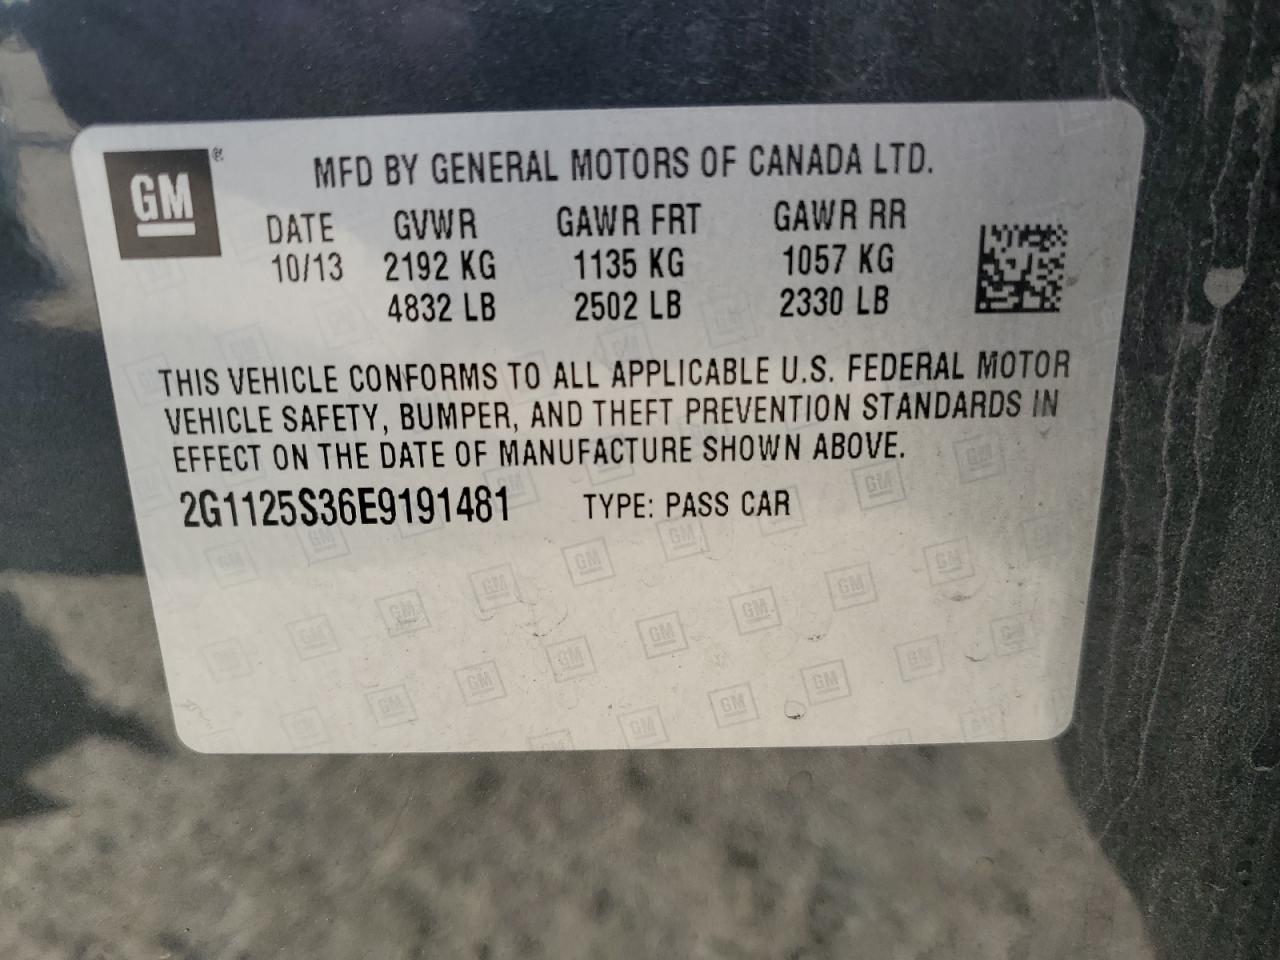 GM®
MFD BY GENERAL MOTORS OF CANADA LTD.
DATE GVWR GAWR FRT GAWR RR
10/13 2192 KG 1135 KG 1057 KG
4832 LB 2502 LB 2330 LB
THIS VEHICLE CONFORMS TO ALL APPLICABLE U.S. FEDERAL MOTOR
VEHICLE SAFETY, BUMPER, AND THEFT PREVENTION STANDARDS IN
EFFECT ON THE DATE OF MANUFACTURE SHOWN ABOVE.
2G1125S36E9191481 TYPE: PASS CAR